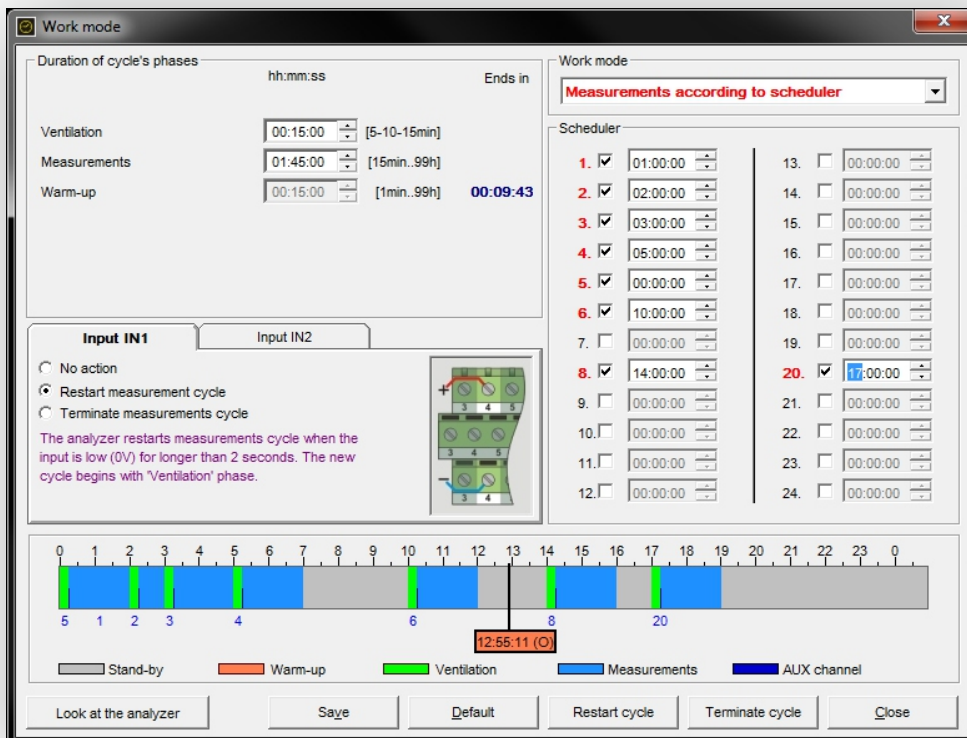 Work mode
Duration of cycle's phases
hh:mm:ss Ends in
Ventilation 00:15:00 [5-10-15min]
Measurements 01:45:00 [15min..99h]
Warm-up 00:15:00 [1min..99h] 00:09:43
Work mode
Measurements according to scheduler
Scheduler
1. 01:00:00 13. 00:00:00
2. 02:00:00 14. 00:00:00
3. 03:00:00 15. 00:00:00
4. 05:00:00 16. 00:00:00
5. 00:00:00 17. 00:00:00
6. 10:00:00 18. 00:00:00
7. 00:00:00 19. 00:00:00
8. 14:00:00 20. 17:00:00
9. 00:00:00 21. 00:00:00
10. 00:00:00 22. 00:00:00
11. 00:00:00 23. 00:00:00
12. 00:00:00 24. 00:00:00
Input IN1 Input IN2
No action
Restart measurement cycle
Terminate measurements cycle
The analyzer restarts measurements cycle when the
input is low (0V) for longer than 2 seconds. The new
cycle begins with 'Ventilation' phase.
+
3 4 5
3 4 5
−
3 4
0 1 2 3 4 5 6 7 8 9 10 11 12 13 14 15 16 17 18 19 20 21 22 23 0
5 1 2 3 4 6 8 20
12:55:11 (O)
Stand-by Warm-up Ventilation Measurements AUX channel
Look at the analyzer Save Default Restart cycle Terminate cycle Close